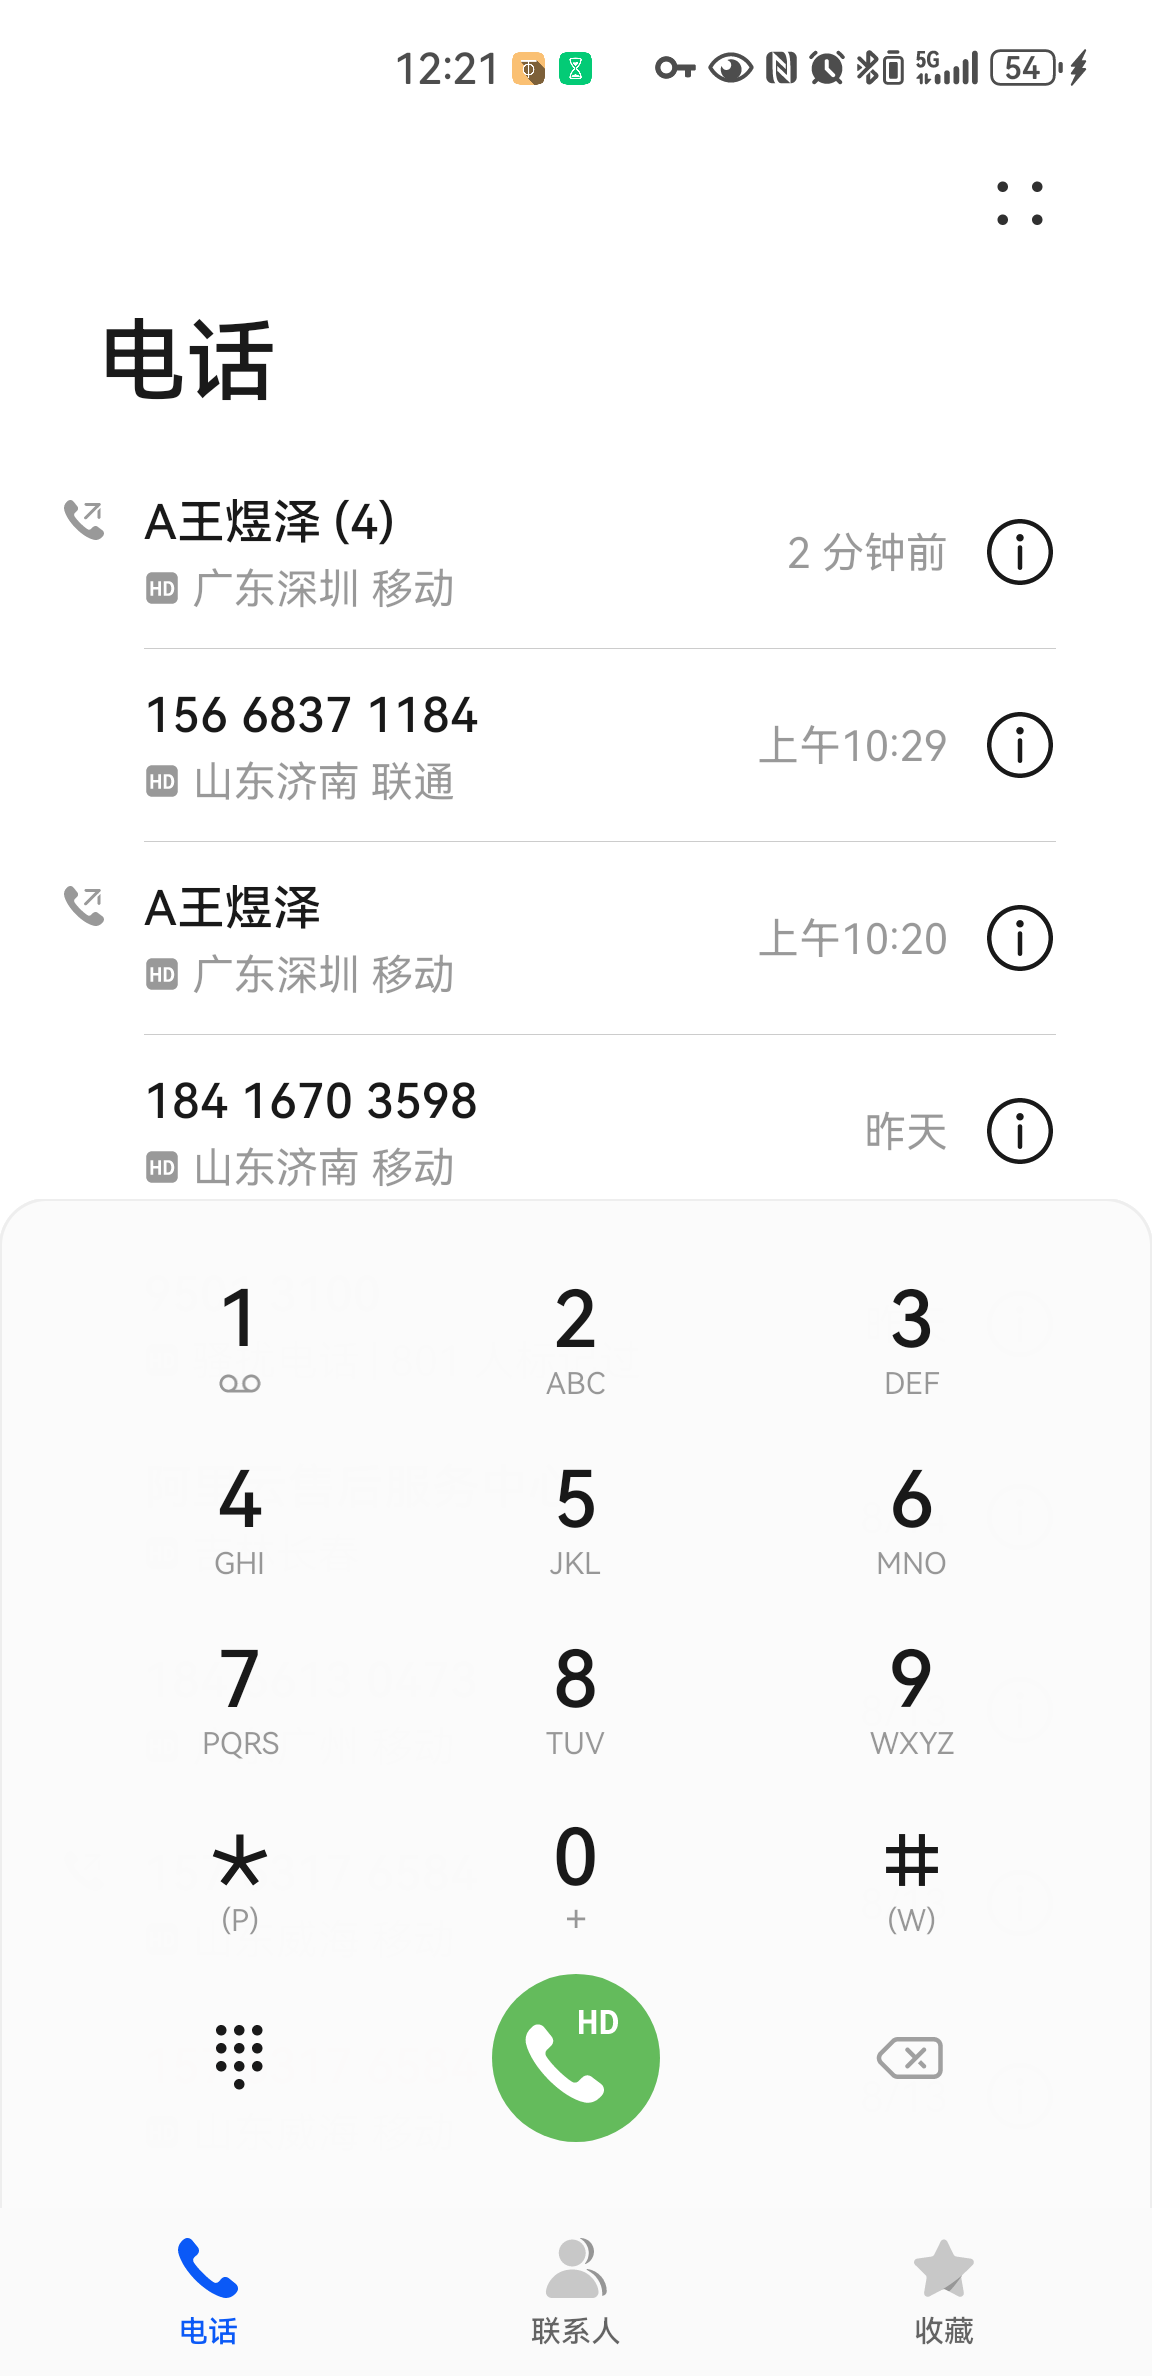 12:21 5G 54
电话
A王煜泽 (4)
HD 广东深圳 移动
2 分钟前
156 6837 1184
HD 山东济南 联通
上午10:29
A王煜泽
HD 广东深圳 移动
上午10:20
184 1670 3598
HD 山东济南 移动
昨天
1 2 3
ABC DEF
4 5 6
GHI JKL MNO
7 8 9
PQRS TUV WXYZ
* 0 #
(P) + (W)
HD
电话 联系人 收藏